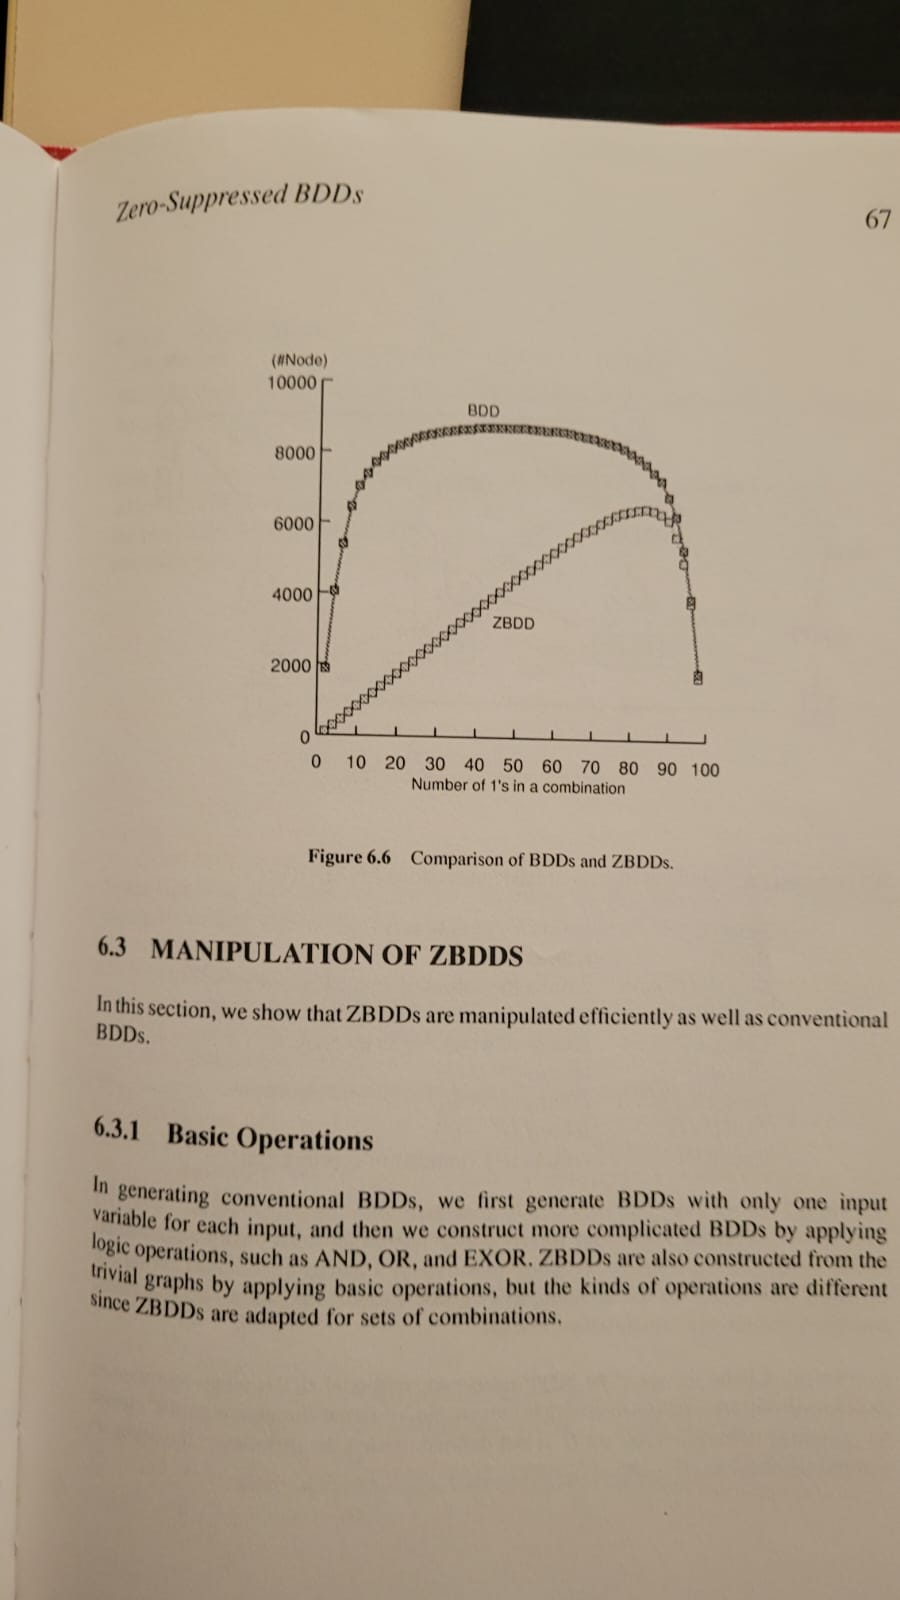 Zero-Suppressed BDDs
67
(#Node)
10000
BDD
8000
6000
4000
ZBDD
2000
0
0 10 20 30 40 50 60 70 80 90 100
Number of 1's in a combination
Figure 6.6 Comparison of BDDs and ZBDDs.
6.3 MANIPULATION OF ZBDDS
In this section, we show that ZBDDs are manipulated efficiently as well as conventional
BDDs.
6.3.1 Basic Operations
In generating conventional BDDs, we first generate BDDs with only one input
variable for each input, and then we construct more complicated BDDs by applying
logic operations, such as AND, OR, and EXOR. ZBDDs are also constructed from the
trivial graphs by applying basic operations, but the kinds of operations are different
since ZBDDs are adapted for sets of combinations.